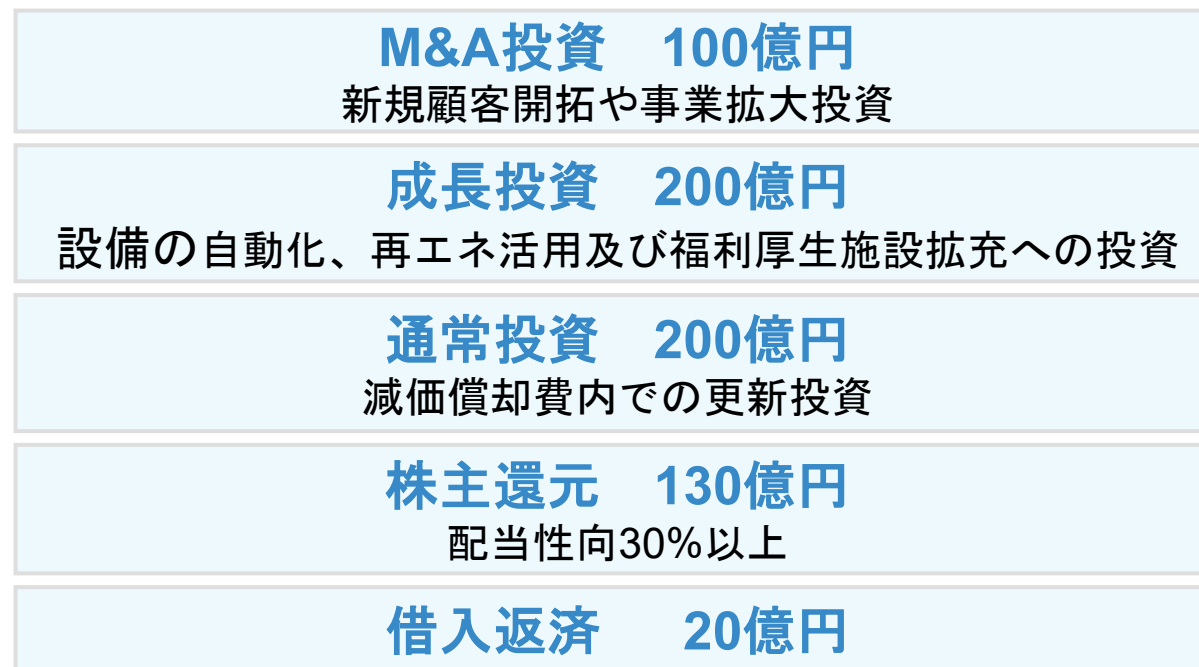 M&A投資　100億円
新規顧客開拓や事業拡大投資
成長投資　200億円
設備の自動化、再エネ活用及び福利厚生施設拡充への投資
通常投資　200億円
減価償却費内での更新投資
株主還元　130億円
配当性向30%以上
借入返済　 20億円